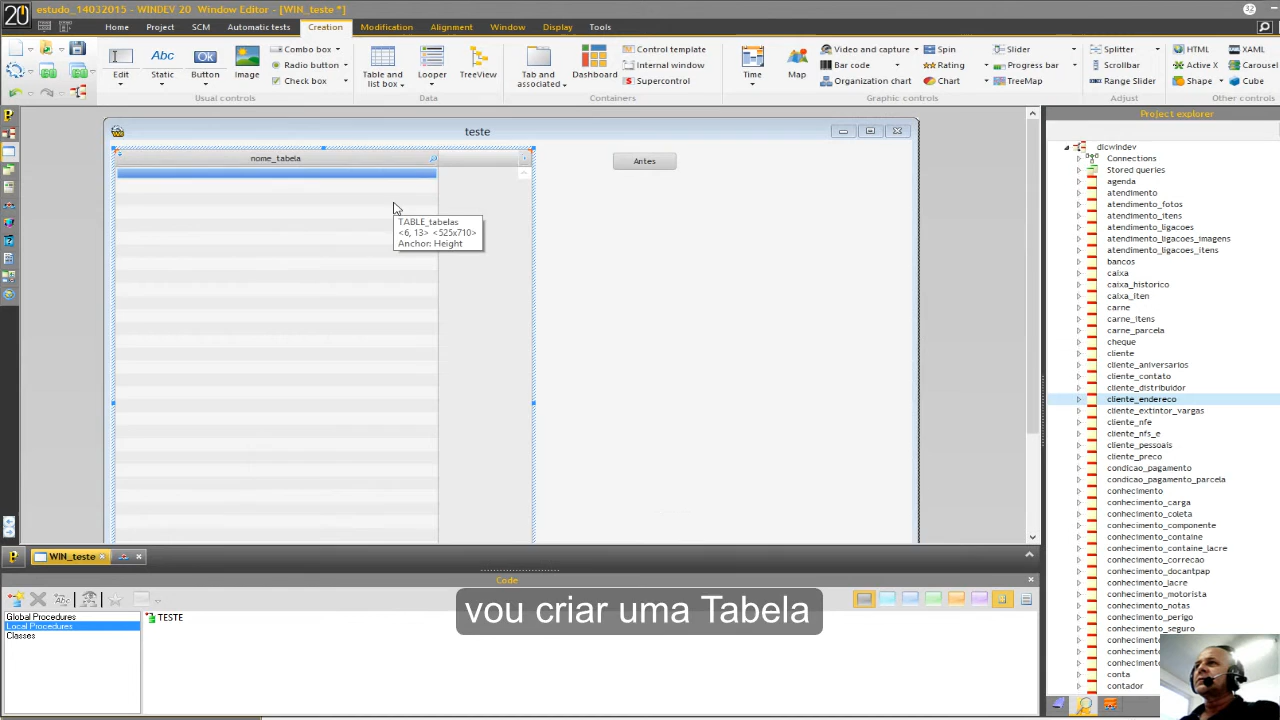 estudo_14032015 - WINDEV 20 - Window Editor - [WIN_teste *]
32
20
Home Project SCM Automatic tests Creation Modification Alignment Window Display Tools
Edit
Abc Static
Ok Button
Image
Combo box
Radio button
Check box
Usual controls
Table and list box
Looper
TreeView
Data
Tab and associated
Dashboard
Control template
Internal window
Supercontrol
Containers
Time
Map
Video and capture
Bar code
Organization chart
Spin
Rating
Chart
Slider
Progress bar
TreeMap
Graphic controls
Splitter
Scrollbar
Range Slider
Adjust
HTML
Active X
Shape
XAML
Carousel
Cube
Other controls
teste
nome_tabela
Antes
TABLE_tabelas
<6, 13> <525x710>
Anchor: Height
Project explorer
dlcwindev
Connections
Stored queries
agenda
atendimento
atendimento_fotos
atendimento_itens
atendimento_ligacoes
atendimento_ligacoes_imagens
atendimento_ligacoes_itens
bancos
caixa
caixa_historico
caixa_iten
carne
carne_itens
carne_parcela
cheque
cliente
cliente_aniversarios
cliente_contato
cliente_distribuidor
cliente_endereco
cliente_extintor_vargas
cliente_nfe
cliente_nfs_e
cliente_pessoais
cliente_preco
condicao_pagamento
condicao_pagamento_parcela
conhecimento
conhecimento_carga
conhecimento_coleta
conhecimento_componente
conhecimento_containe
conhecimento_containe_lacre
conhecimento_correcao
conhecimento_docantpap
conhecimento_lacre
conhecimento_motorista
conhecimento_notas
conhecimento_perigo
conhecimento_seguro
conta
contador
WIN_teste
Code
Global Procedures
Local Procedures
Classes
TESTE
vou criar uma Tabela